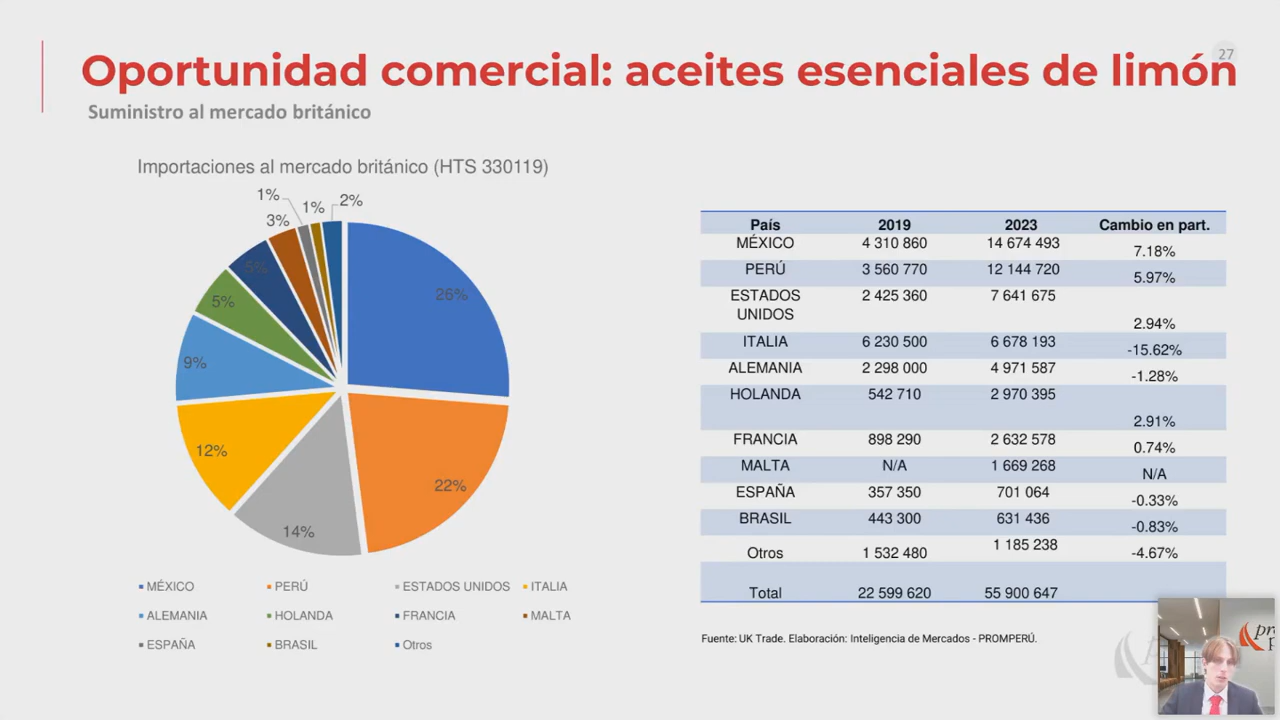 27
Oportunidad comercial: aceites esenciales de limón
Suministro al mercado británico
Importaciones al mercado británico (HTS 330119)
1%
3%
1%
2%
5%
26%
5%
9%
12%
22%
14%
MÉXICO PERÚ ESTADOS UNIDOS ITALIA
ALEMANIA HOLANDA FRANCIA MALTA
ESPAÑA BRASIL Otros
País 2019 2023 Cambio en part.
MÉXICO 4 310 860 14 674 493 7.18%
PERÚ 3 560 770 12 144 720 5.97%
ESTADOS
UNIDOS 2 425 360 7 641 675 2.94%
ITALIA 6 230 500 6 678 193 -15.62%
ALEMANIA 2 298 000 4 971 587 -1.28%
HOLANDA 542 710 2 970 395 2.91%
FRANCIA 898 290 2 632 578 0.74%
MALTA N/A 1 669 268 N/A
ESPAÑA 357 350 701 064 -0.33%
BRASIL 443 300 631 436 -0.83%
Otros 1 532 480 1 185 238 -4.67%
Total 22 599 620 55 900 647
Fuente: UK Trade. Elaboración: Inteligencia de Mercados - PROMPERÚ.